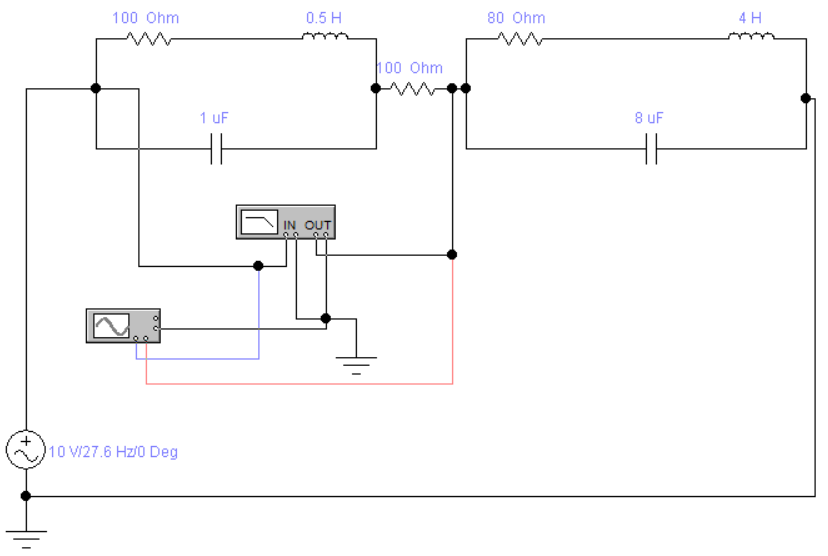 100 Ohm
0.5 H
80 Ohm
4 H
100 Ohm
1 uF
8 uF
IN OUT
10 V/27.6 Hz/0 Deg